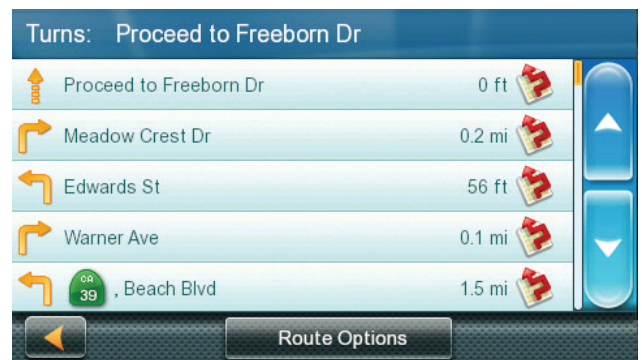 Turns: Proceed to Freeborn Dr
Proceed to Freeborn Dr 0 ft
Meadow Crest Dr 0.2 mi
Edwards St 56 ft
Warner Ave 0.1 mi
CA 39 , Beach Blvd 1.5 mi
Route Options